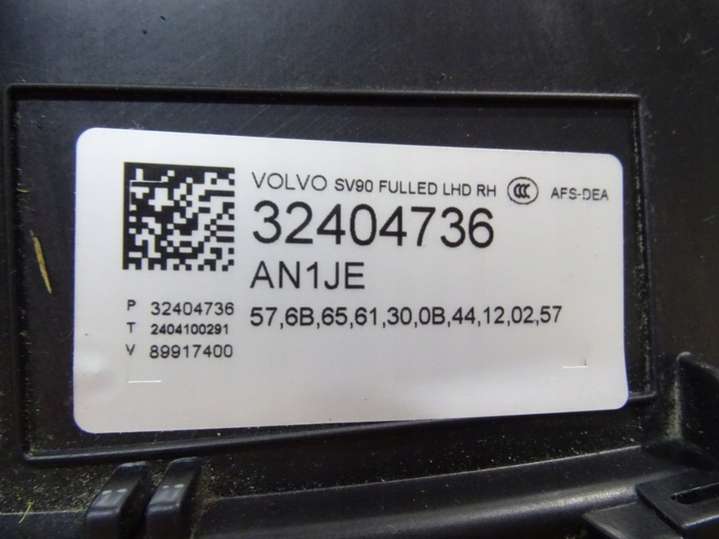 VOLVO SV90 FULLED LHD RH CCC AFS-DEA
32404736
AN1JE
57,6B,65,61,30,0B,44,12,02,57
P 32404736
T 2404100291
V 89917400